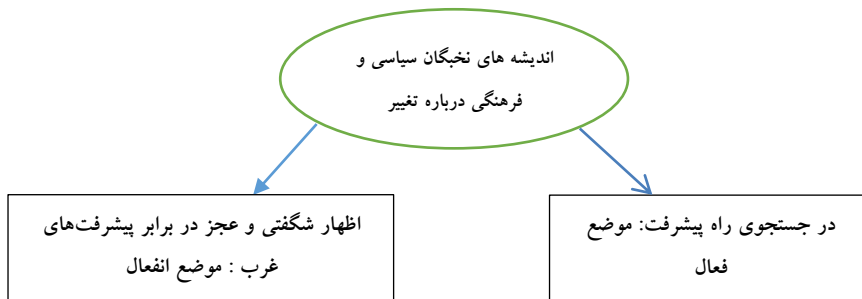 اندیشه های نخبگان سیاسی و
فرهنگی درباره تغییر
در جستجوی راه پیشرفت: موضع
فعال
اظهار شگفتی و عجز در برابر پیشرفت‌های
غرب : موضع انفعال